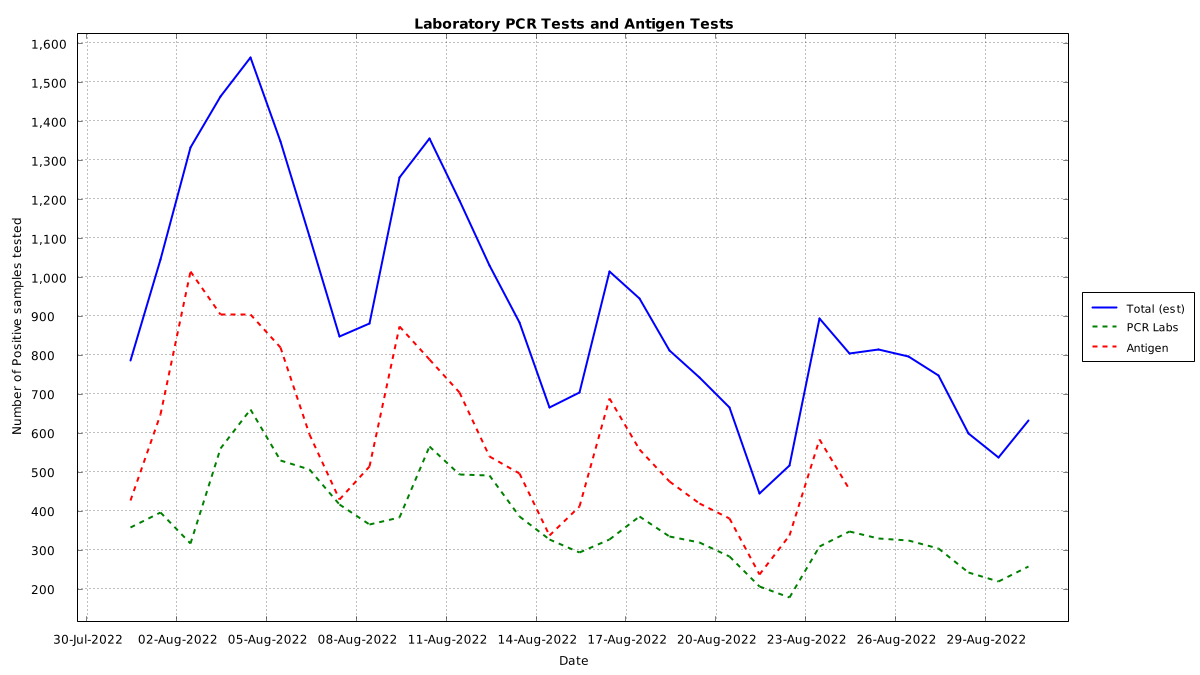 Laboratory PCR Tests and Antigen Tests
1,600
1,500
1,400
1,300
1,200
1,100
1,000
900
800
700
600
500
400
300
200
Number of Positive samples tested
30-Jul-2022 02-Aug-2022 05-Aug-2022 08-Aug-2022 11-Aug-2022 14-Aug-2022 17-Aug-2022 20-Aug-2022 23-Aug-2022 26-Aug-2022 29-Aug-2022
Date
Total (est)
PCR Labs
Antigen